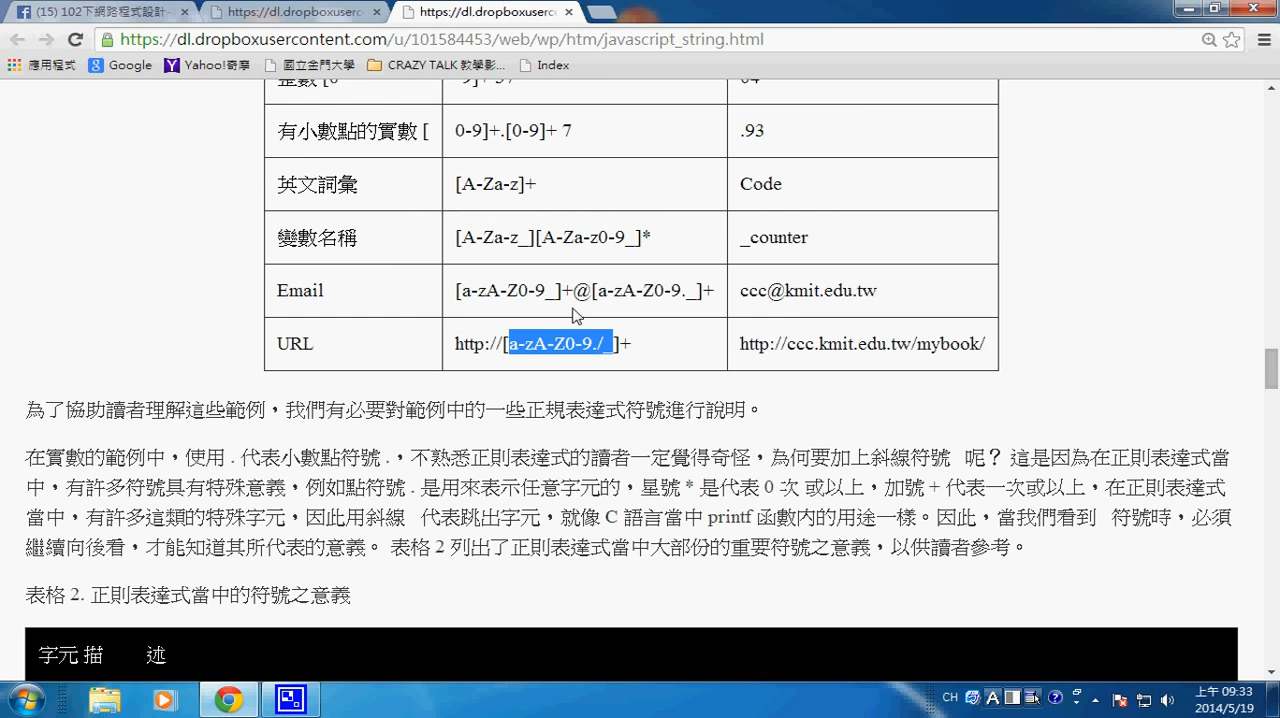 (15) 102下網路程式設計-
https://dl.dropboxuserco
https://dl.dropboxuserco
https://dl.dropboxusercontent.com/u/101584453/web/wp/htm/javascript_string.html
應用程式 Google Yahoo!奇摩 國立金門大學 CRAZY TALK 教學影... Index
有小數點的實數 [ 0-9]+.[0-9]+ 7 .93
英文詞彙 [A-Za-z]+ Code
變數名稱 [A-Za-z_][A-Za-z0-9_]* _counter
Email [a-zA-Z0-9_]+@[a-zA-Z0-9._]+ ccc@kmit.edu.tw
URL http://[a-zA-Z0-9./_]+ http://ccc.kmit.edu.tw/mybook/
為了協助讀者理解這些範例，我們有必要對範例中的一些正規表達式符號進行說明。
在實數的範例中，使用 . 代表小數點符號 .，不熟悉正則表達式的讀者一定覺得奇怪，為何要加上斜線符號 呢？ 這是因為在正則表達式當
中，有許多符號具有特殊意義，例如點符號 . 是用來表示任意字元的，星號 * 是代表 0 次 或以上，加號 + 代表一次或以上，在正則表達式
當中，有許多這類的特殊字元，因此用斜線 代表跳出字元，就像 C 語言當中 printf 函數內的用途一樣。因此，當我們看到 符號時，必須
繼續向後看，才能知道其所代表的意義。 表格 2 列出了正則表達式當中大部份的重要符號之意義，以供讀者參考。
表格 2. 正則表達式當中的符號之意義
字元 描 述
CH A
上午 09:33
2014/5/19